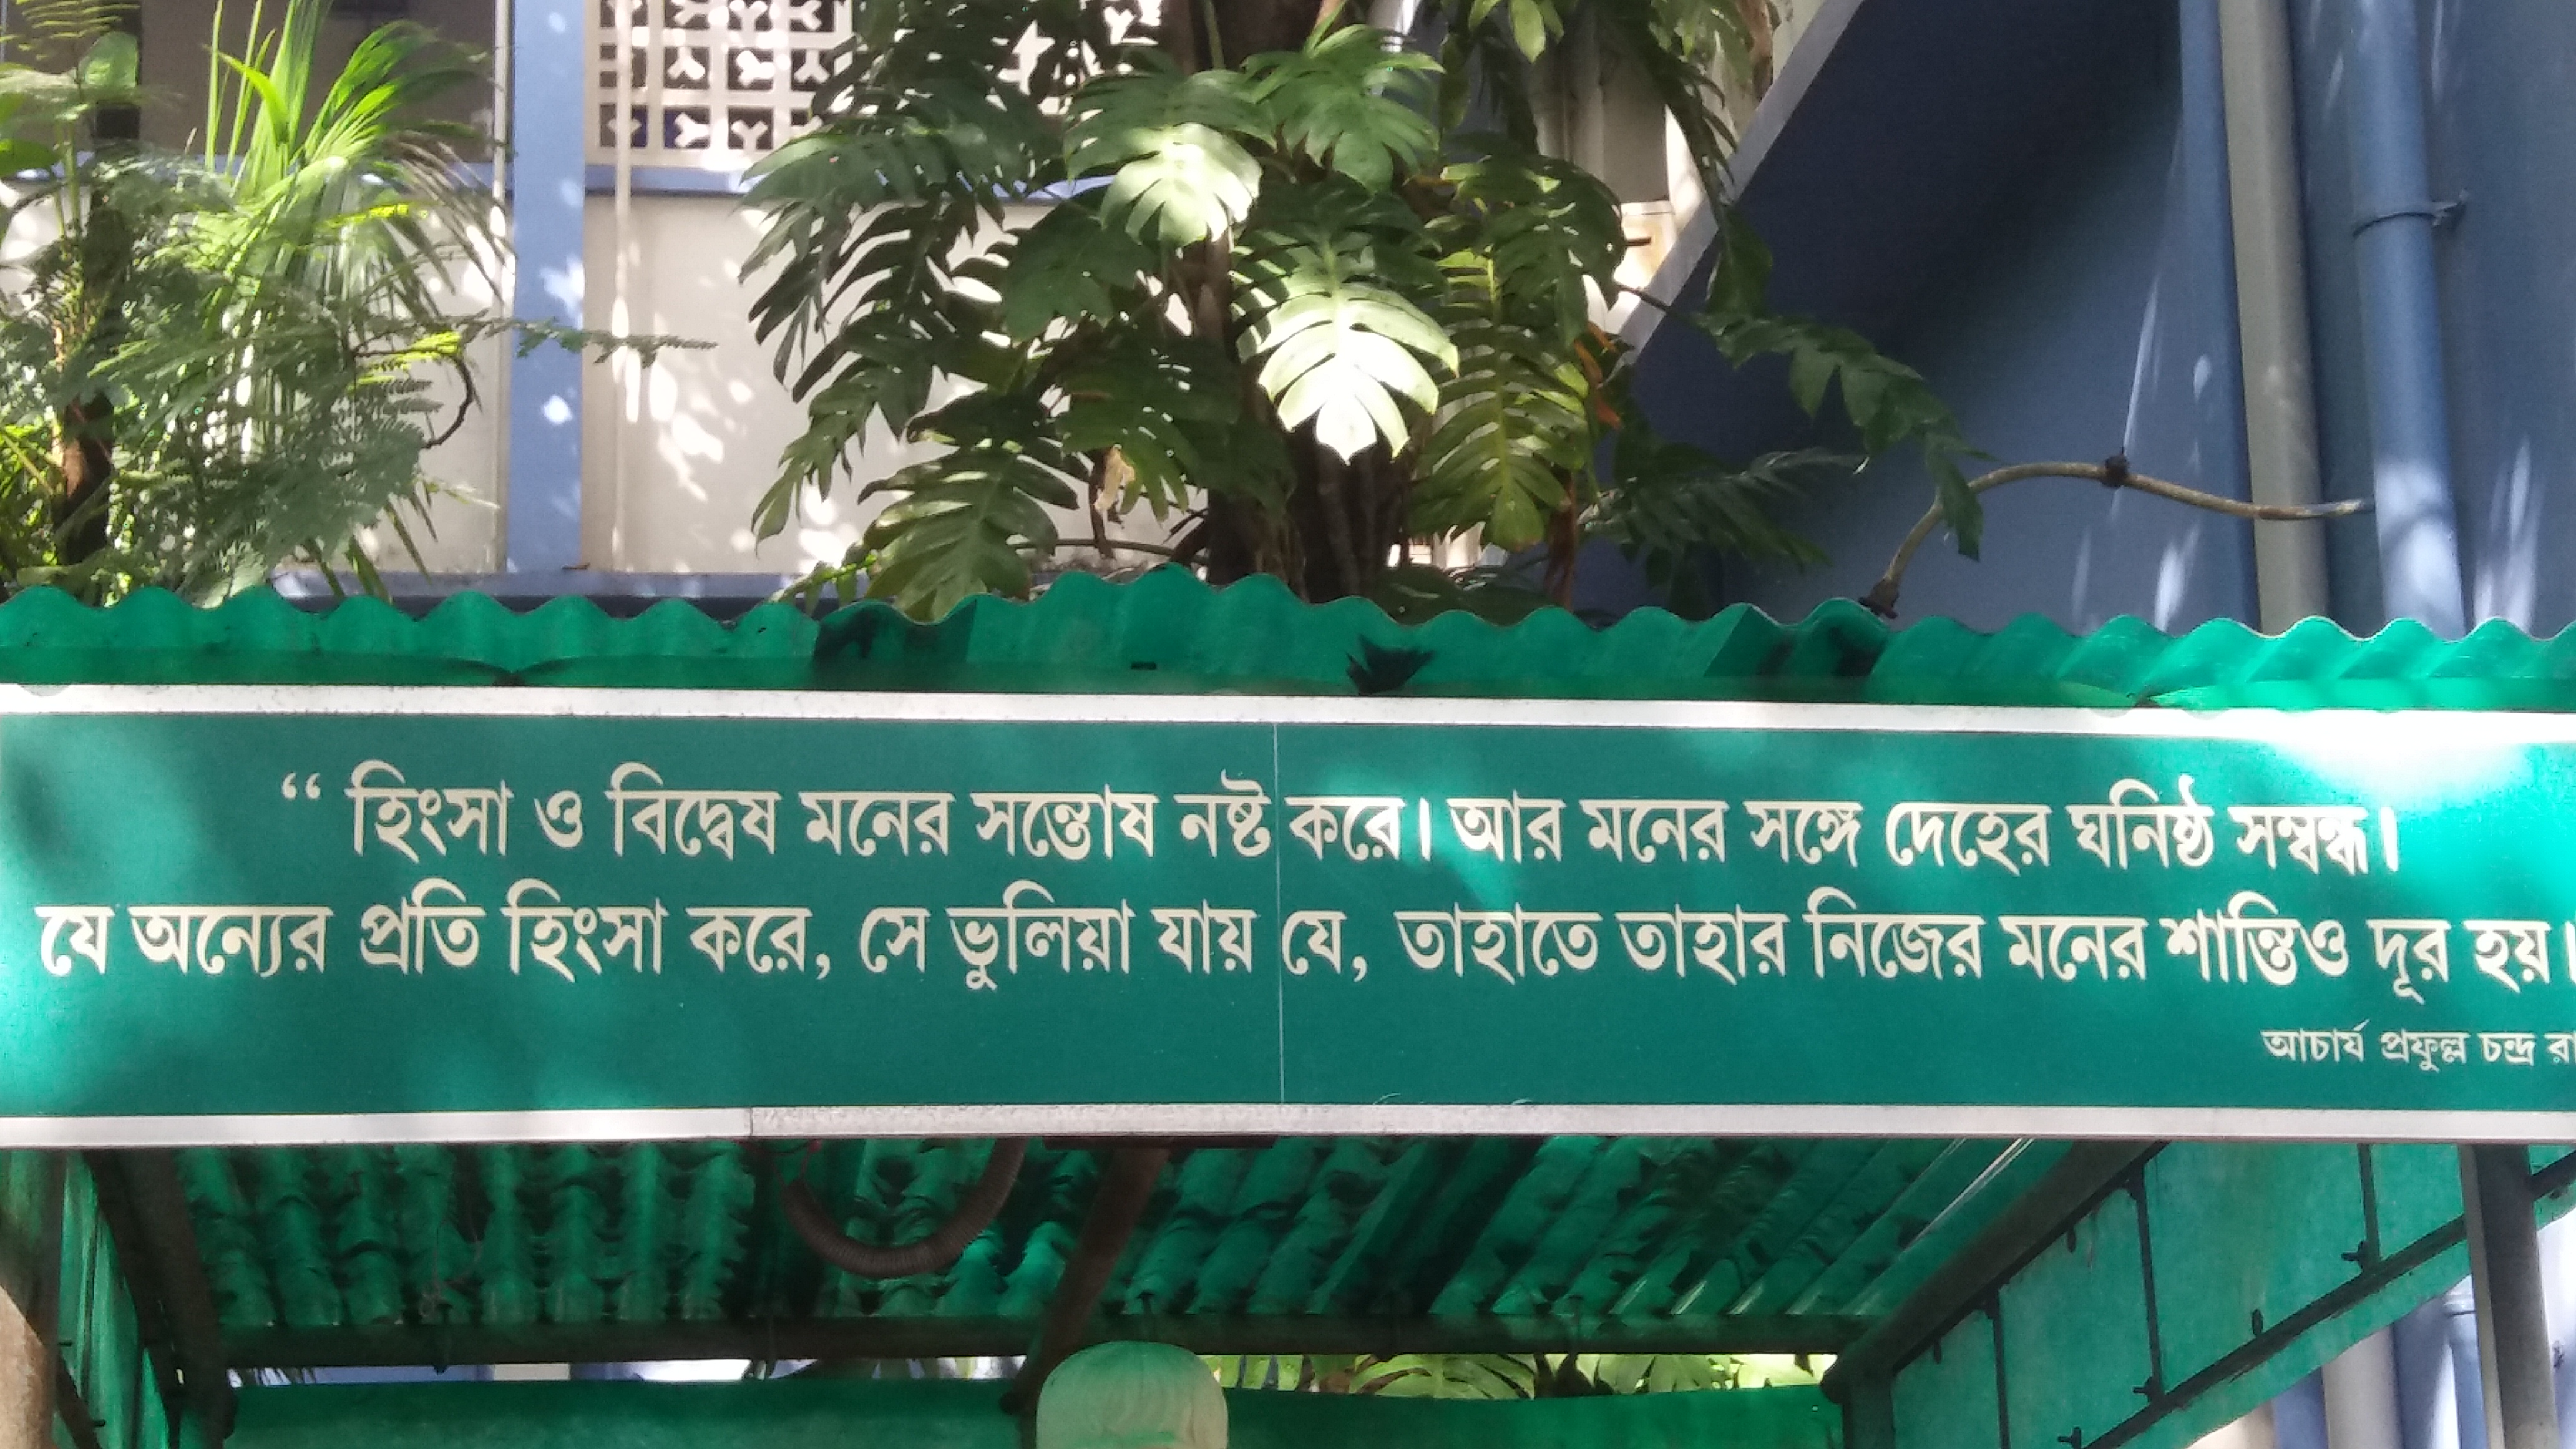 “ হিংসা ও বিদ্বেষ মনের সন্তোষ নষ্ট করে। আর মনের সঙ্গে দেহের ঘনিষ্ঠ সম্বন্ধ।
যে অন্যের প্রতি হিংসা করে, সে ভুলিয়া যায় যে, তাহাতে তাহার নিজের মনের শান্তিও দূর হয়।
আচার্য প্রফুল্ল চন্দ্র রা